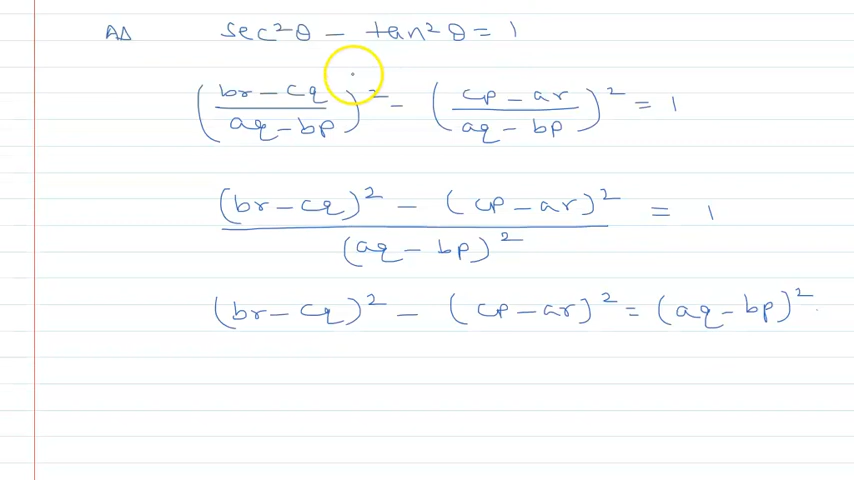 As sec²θ − tan²θ = 1
((br − cq)/(aq − bp))² − ((cp − ar)/(aq − bp))² = 1
((br − cq)² − (cp − ar)²)/(aq − bp)² = 1
(br − cq)² − (cp − ar)² = (aq − bp)²